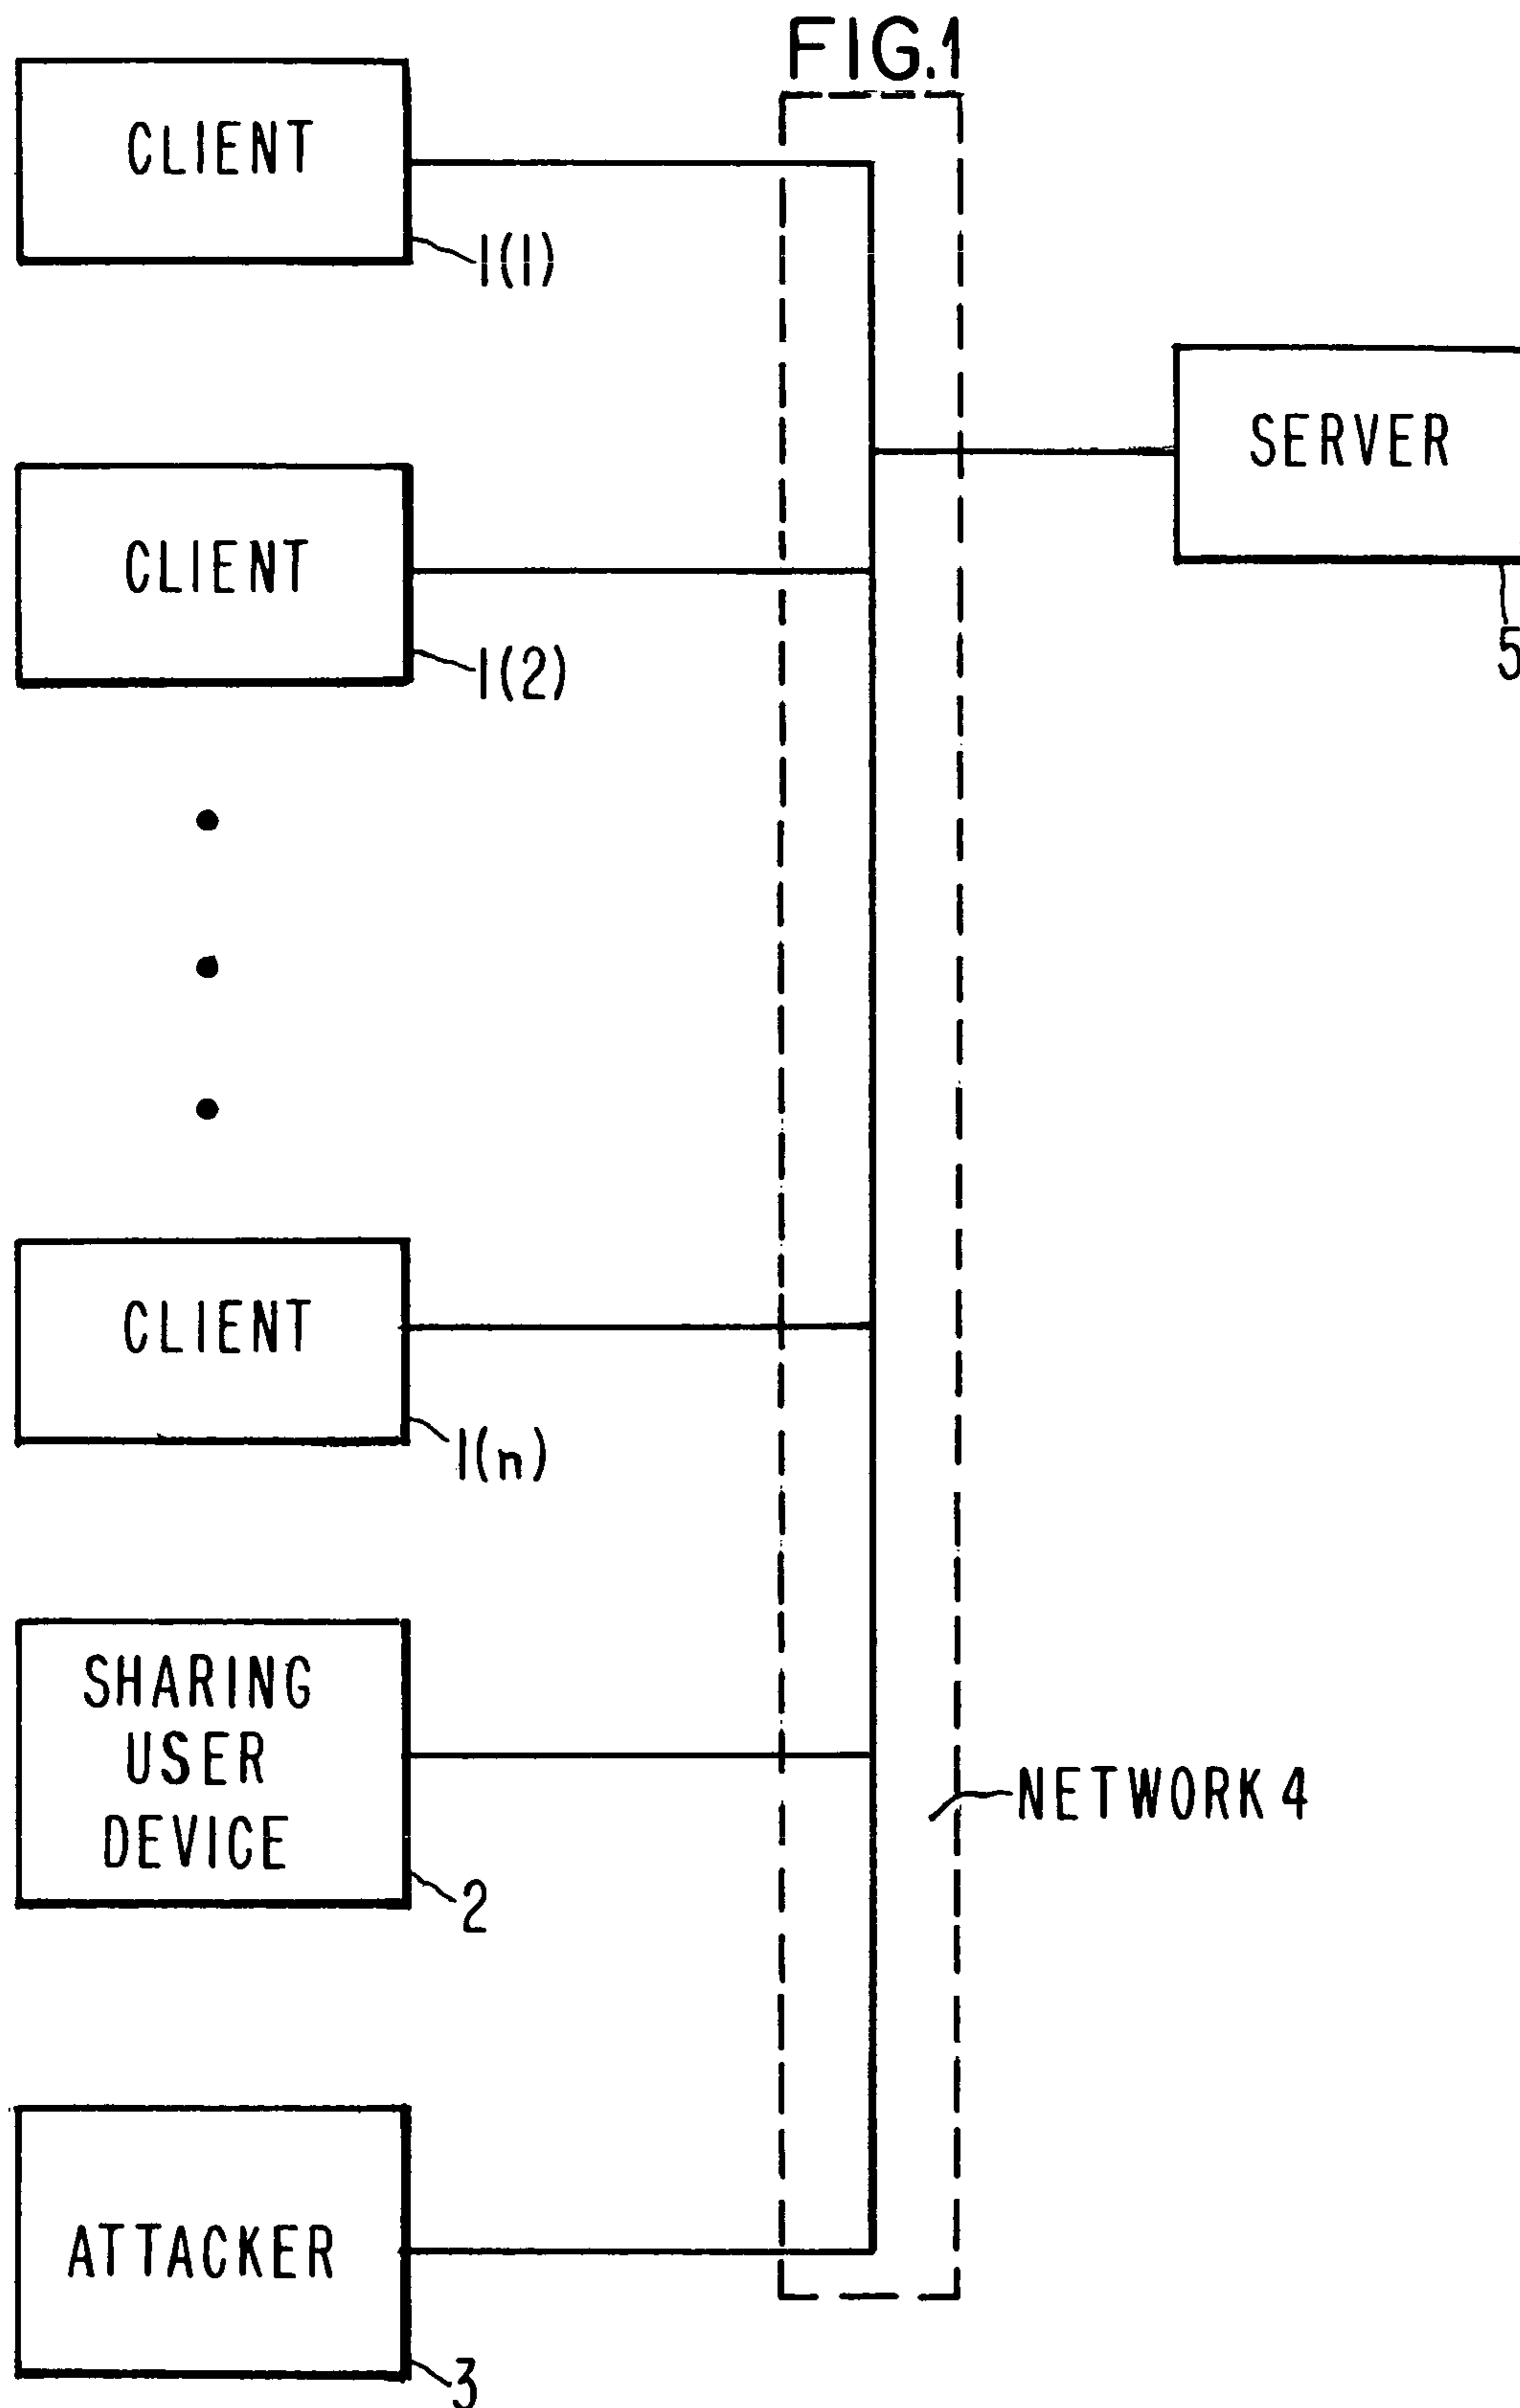 FIG.1
CLIENT
1(1)
SERVER
5
CLIENT
1(2)
CLIENT
1(n)
SHARING
USER
DEVICE
2
NETWORK 4
ATTACKER
3